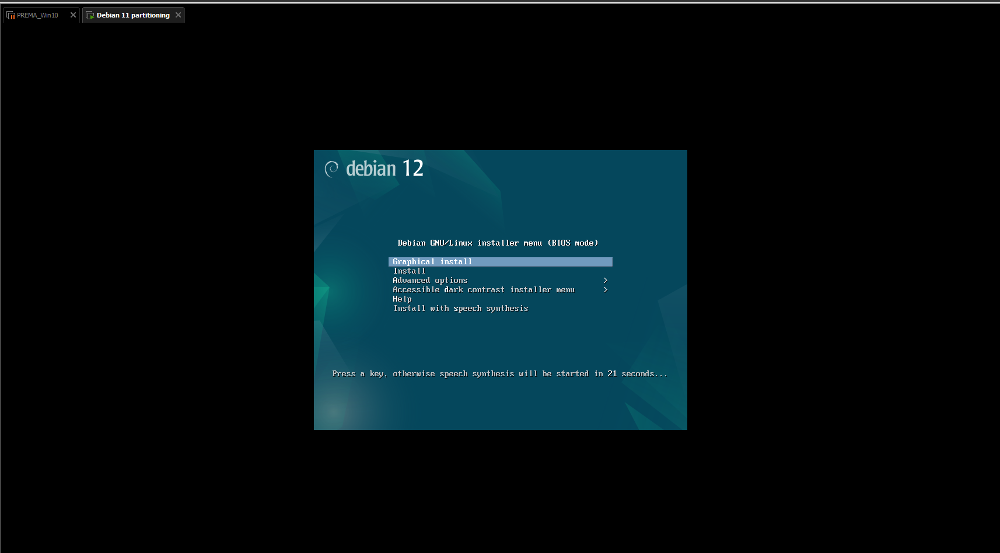 PREMA_Win10
Debian 11 partitioning
debian 12
Debian GNU/Linux installer menu (BIOS mode)
Graphical install
Install
Advanced options >
Accessible dark contrast installer menu >
Help
Install with speech synthesis
Press a key, otherwise speech synthesis will be started in 21 seconds...